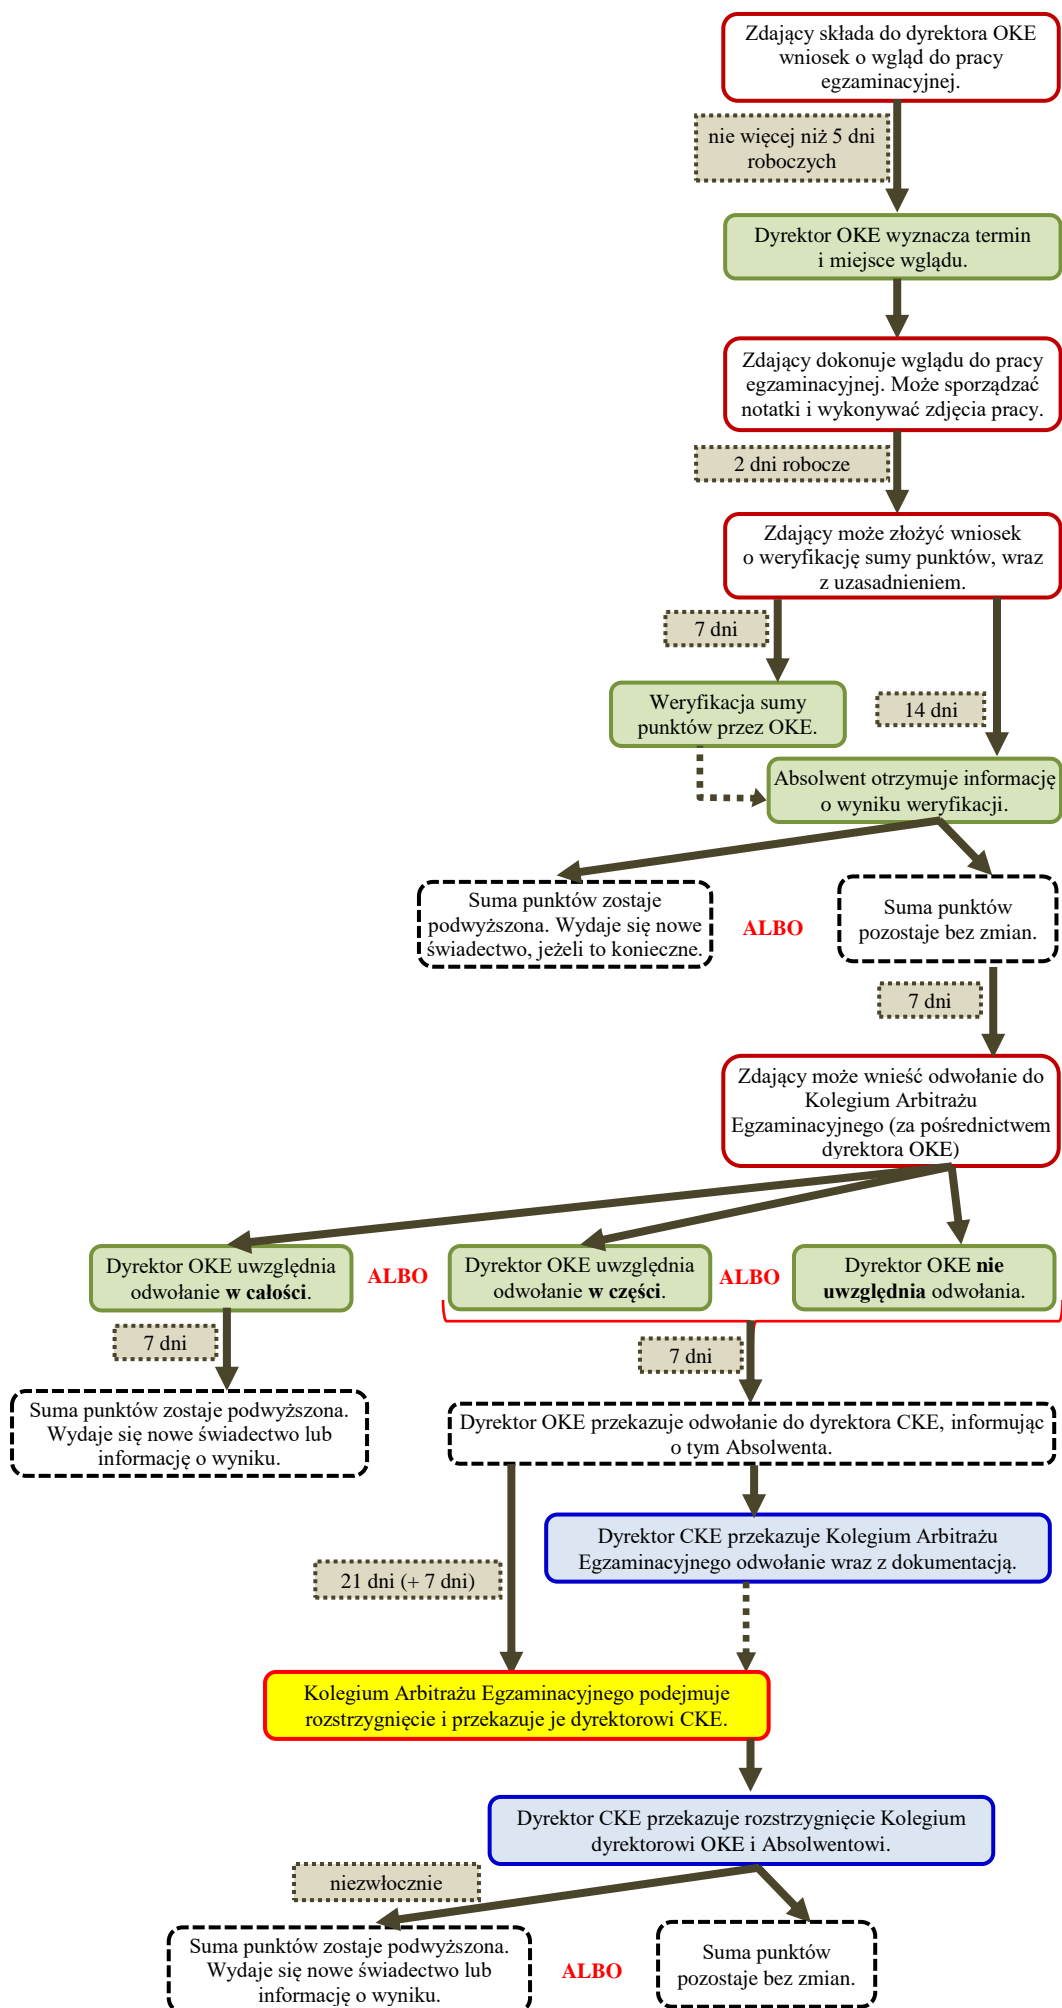 Zdający składa do dyrektora OKE
wniosek o wgląd do pracy
egzaminacyjnej.
nie więcej niż 5 dni
roboczych
Dyrektor OKE wyznacza termin
i miejsce wglądu.
Zdający dokonuje wglądu do pracy
egzaminacyjnej. Może sporządzać
notatki i wykonywać zdjęcia pracy.
2 dni robocze
Zdający może złożyć wniosek
o weryfikację sumy punktów, wraz
z uzasadnieniem.
7 dni
Weryfikacja sumy
punktów przez OKE.
14 dni
Absolwent otrzymuje informację
o wyniku weryfikacji.
Suma punktów zostaje
podwyższona. Wydaje się nowe
świadectwo, jeżeli to konieczne.
ALBO
Suma punktów
pozostaje bez zmian.
7 dni
Zdający może wnieść odwołanie do
Kolegium Arbitrażu
Egzaminacyjnego (za pośrednictwem
dyrektora OKE)
Dyrektor OKE uwzględnia
odwołanie w całości.
ALBO
Dyrektor OKE uwzględnia
odwołanie w części.
ALBO
Dyrektor OKE nie
uwzględnia odwołania.
7 dni
7 dni
Suma punktów zostaje podwyższona.
Wydaje się nowe świadectwo lub
informację o wyniku.
Dyrektor OKE przekazuje odwołanie do dyrektora CKE, informując
o tym Absolwenta.
Dyrektor CKE przekazuje Kolegium Arbitrażu
Egzaminacyjnego odwołanie wraz z dokumentacją.
21 dni (+ 7 dni)
Kolegium Arbitrażu Egzaminacyjnego podejmuje
rozstrzygnięcie i przekazuje je dyrektorowi CKE.
Dyrektor CKE przekazuje rozstrzygnięcie Kolegium
dyrektorowi OKE i Absolwentowi.
niezwłocznie
Suma punktów zostaje podwyższona.
Wydaje się nowe świadectwo lub
informację o wyniku.
ALBO
Suma punktów
pozostaje bez zmian.